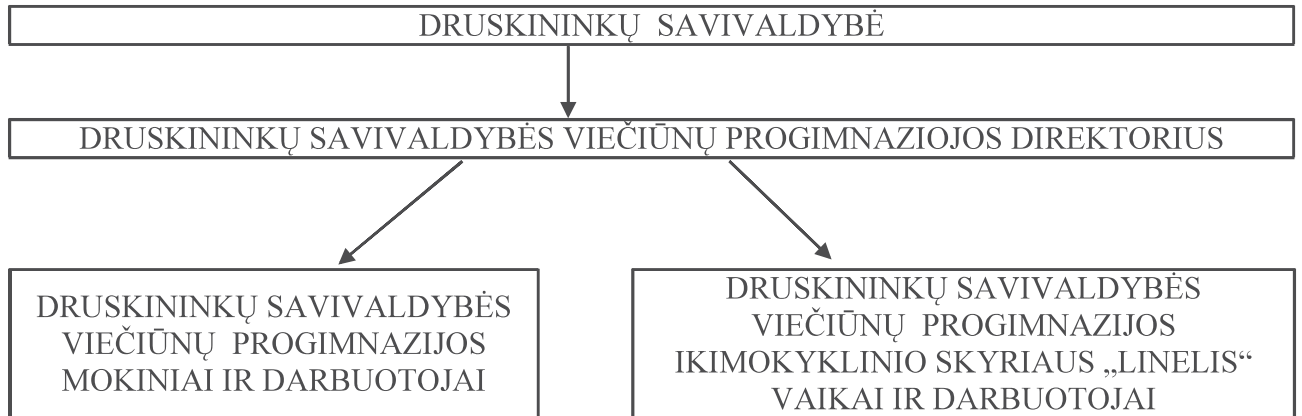 DRUSKININKŲ SAVIVALDYBĖ
DRUSKININKŲ SAVIVALDYBĖS VIEČIŪNŲ PROGIMNAZIOJOS DIREKTORIUS
DRUSKININKŲ SAVIVALDYBĖS
VIEČIŪNŲ PROGIMNAZIJOS
MOKINIAI IR DARBUOTOJAI
DRUSKININKŲ SAVIVALDYBĖS
VIEČIŪNŲ PROGIMNAZIJOS
IKIMOKYKLINIO SKYRIAUS „LINELIS“
VAIKAI IR DARBUOTOJAI